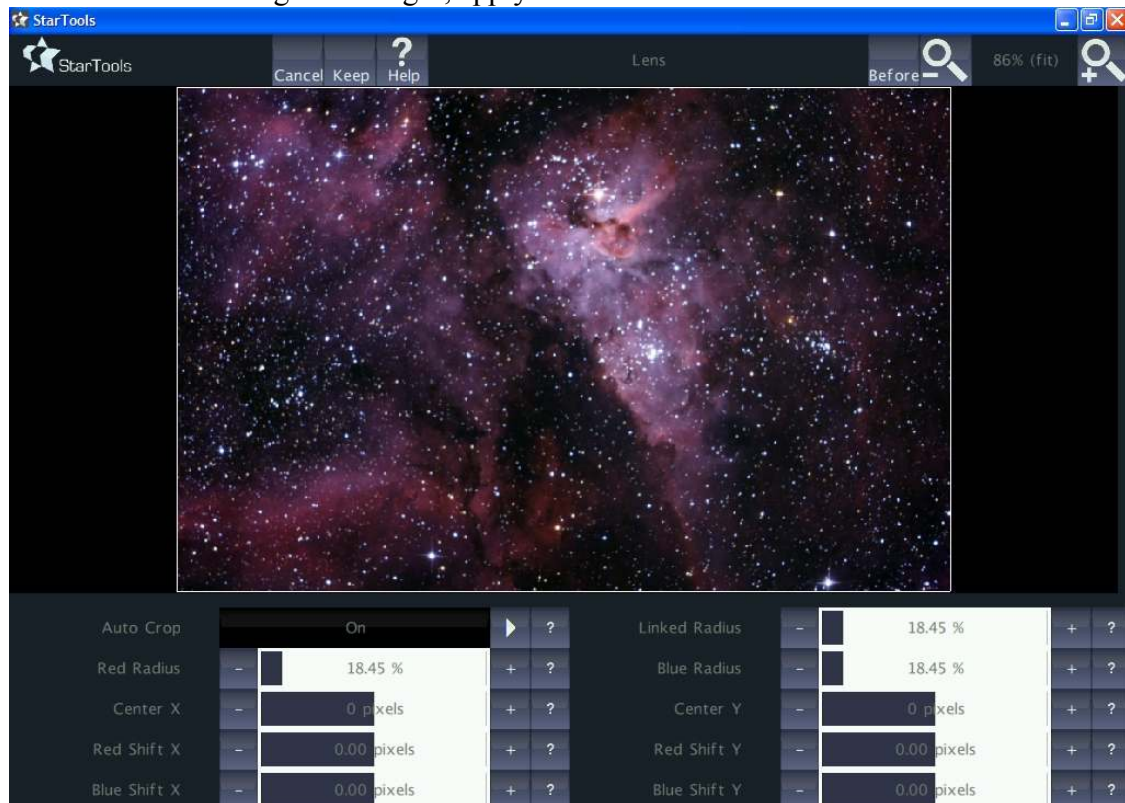 StarTools
StarTools
Cancel Keep Help
Lens
Before
86% (fit)
Auto Crop On ? Linked Radius - 18.45 % + ?
Red Radius - 18.45 % + ? Blue Radius - 18.45 % + ?
Center X - 0 pixels + ? Center Y - 0 pixels + ?
Red Shift X - 0.00 pixels + ? Red Shift Y - 0.00 pixels + ?
Blue Shift X - 0.00 pixels + ? Blue Shift Y - 0.00 pixels + ?